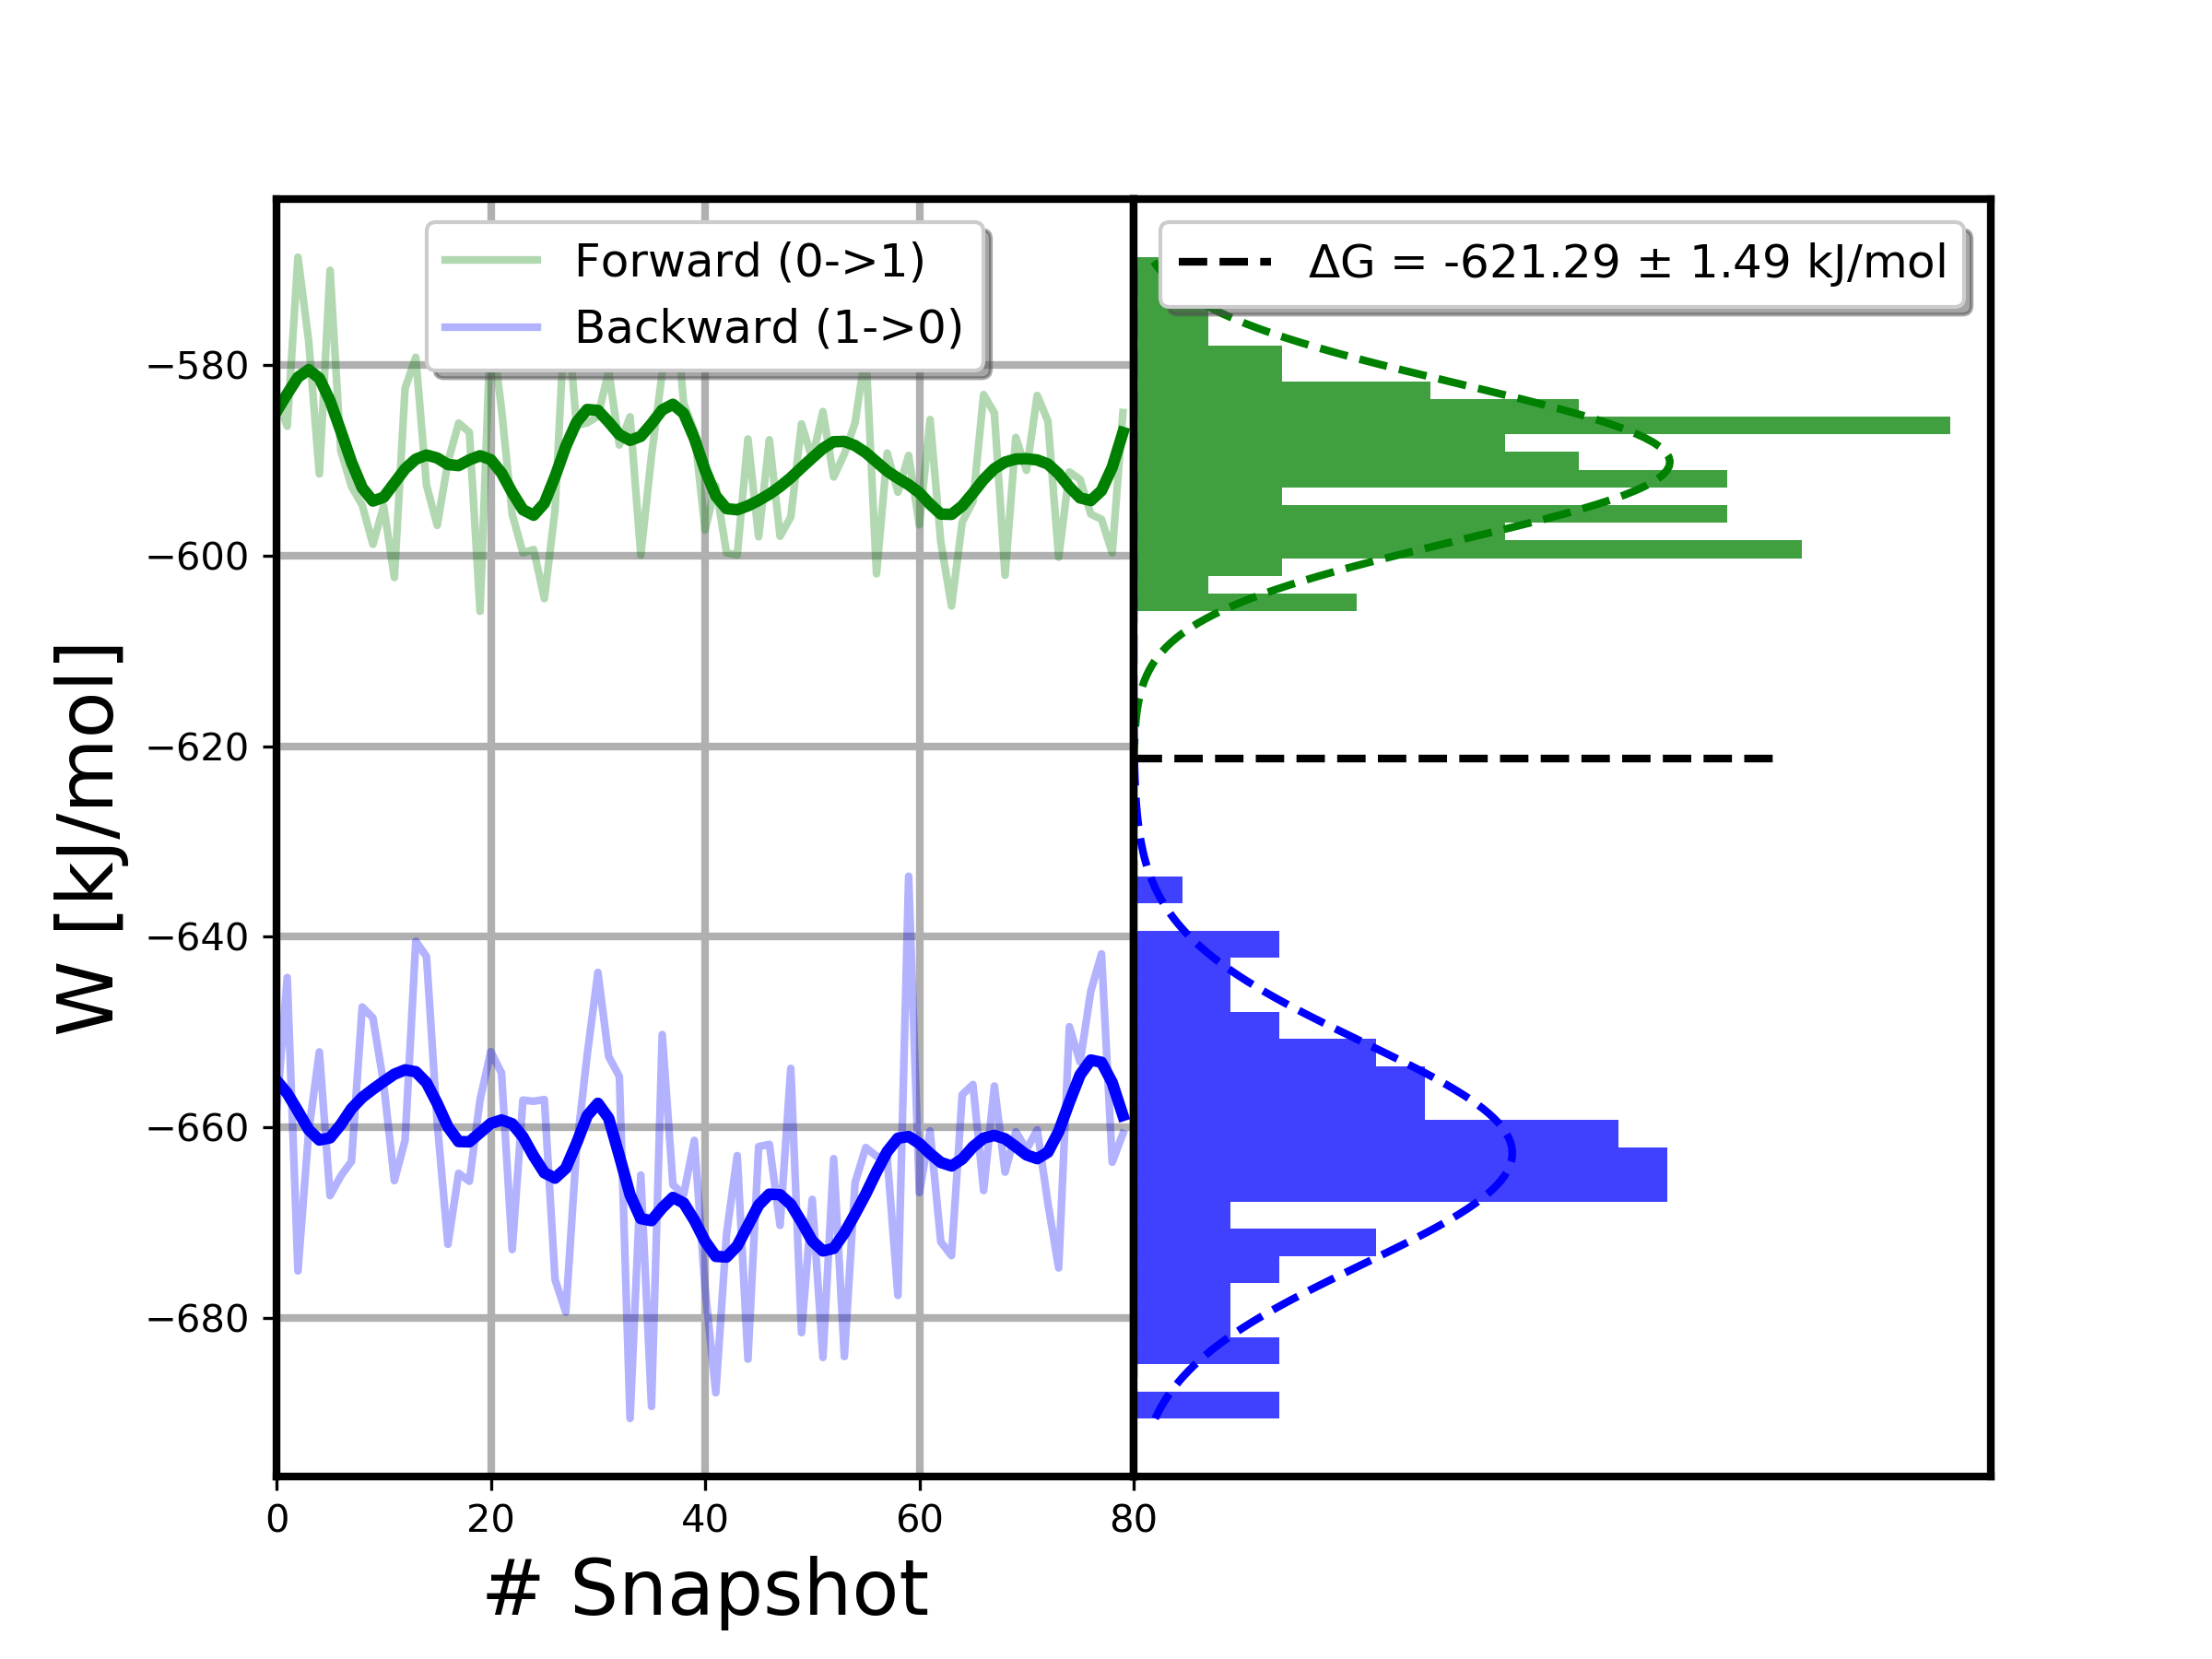 Forward (0->1)
Backward (1->0)
ΔG = -621.29 ± 1.49 kJ/mol
W [kJ/mol]
−580
−600
−620
−640
−660
−680
0 20 40 60 80
# Snapshot